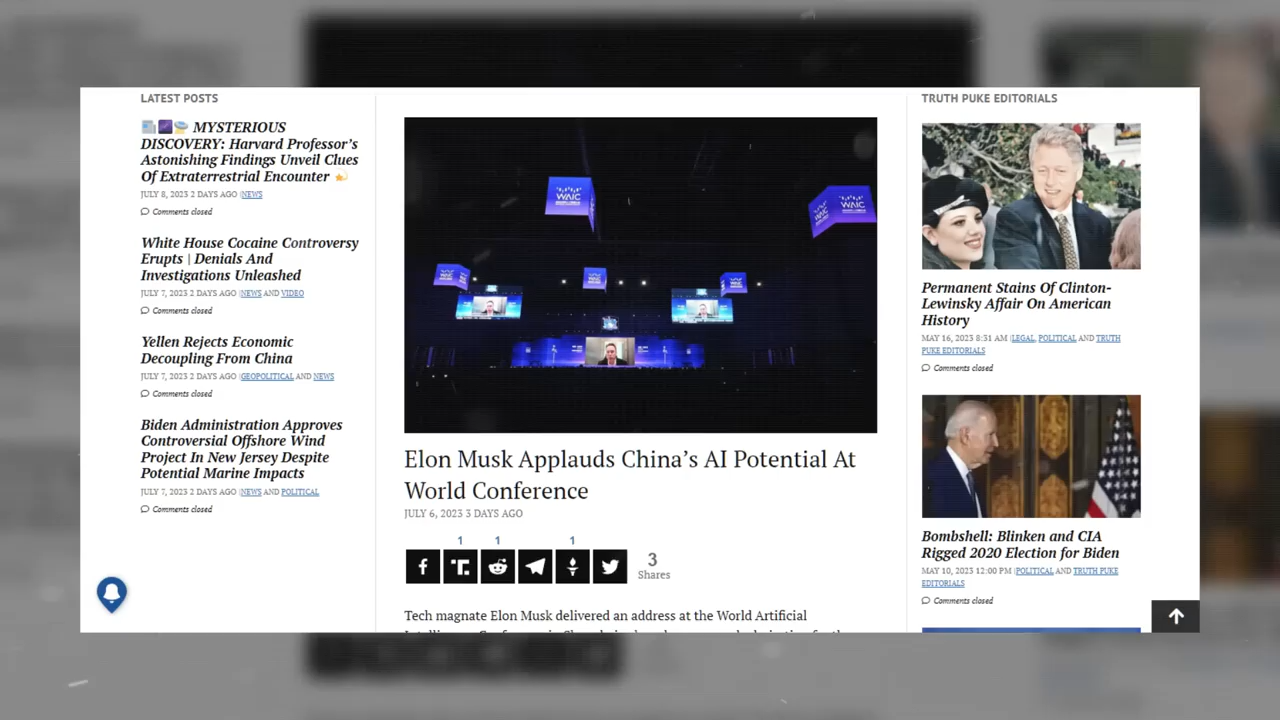 LATEST POSTS
MYSTERIOUS
DISCOVERY: Harvard Professor's
Astonishing Findings Unveil Clues
Of Extraterrestrial Encounter
JULY 8, 2023 2 DAYS AGO |NEWS
Comments closed
White House Cocaine Controversy
Erupts | Denials And
Investigations Unleashed
JULY 7, 2023 2 DAYS AGO |NEWS AND VIDEO
Comments closed
Yellen Rejects Economic
Decoupling From China
JULY 7, 2023 2 DAYS AGO |GEOPOLITICAL AND NEWS
Comments closed
Biden Administration Approves
Controversial Offshore Wind
Project In New Jersey Despite
Potential Marine Impacts
JULY 7, 2023 2 DAYS AGO |NEWS AND POLITICAL
Comments closed
WAIC
WAIC
Elon Musk Applauds China's AI Potential At
World Conference
JULY 6, 2023 3 DAYS AGO
1 1 1
3
Shares
Tech magnate Elon Musk delivered an address at the World Artificial
TRUTH PUKE EDITORIALS
Permanent Stains Of Clinton-
Lewinsky Affair On American
History
MAY 16, 2023 8:31 AM |LEGAL, POLITICAL AND TRUTH
PUKE EDITORIALS
Comments closed
Bombshell: Blinken and CIA
Rigged 2020 Election for Biden
MAY 10, 2023 12:00 PM |POLITICAL AND TRUTH PUKE
EDITORIALS
Comments closed